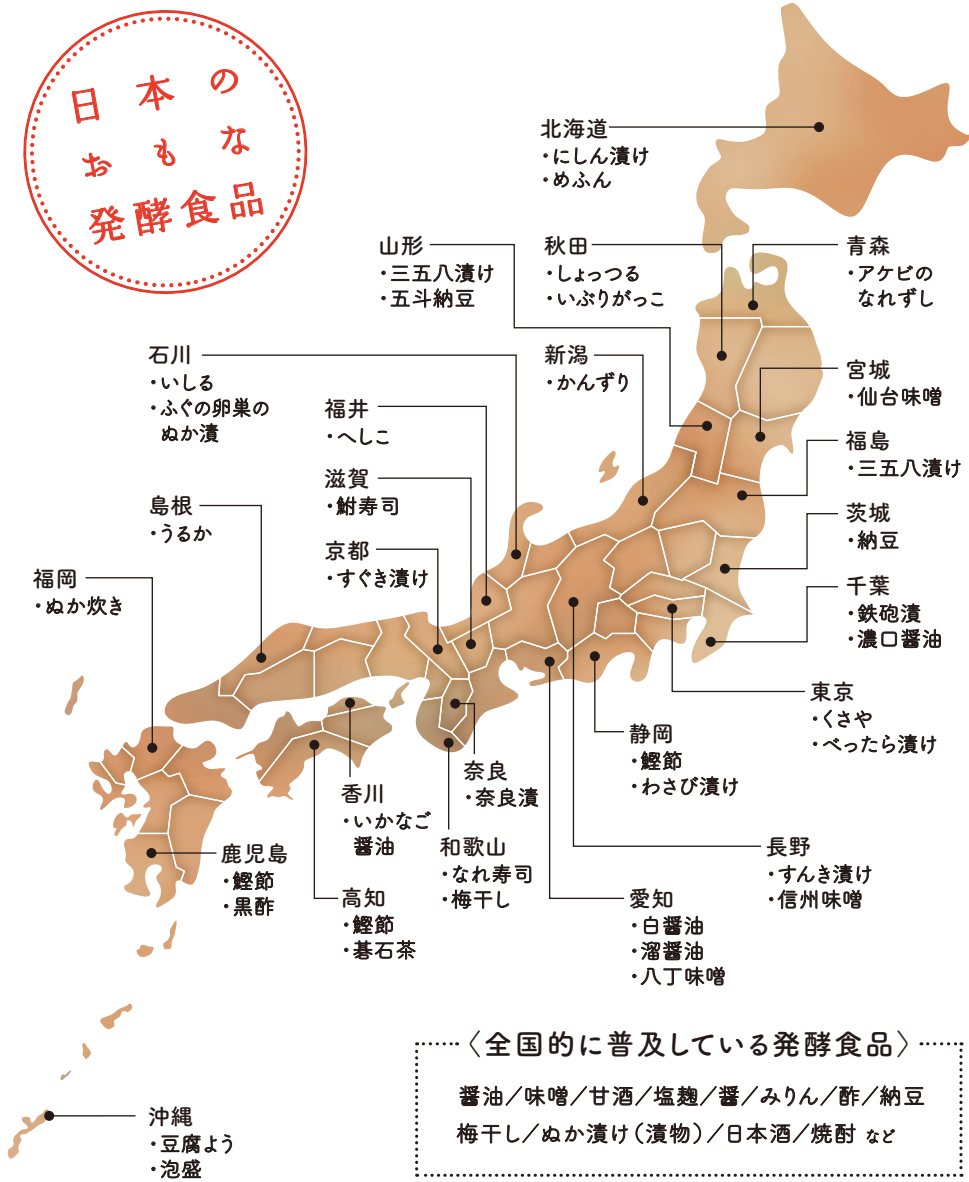 日本の
おもな
発酵食品
北海道
・にしん漬け
・めふん
山形
・三五八漬け
・五斗納豆
秋田
・しょっつる
・いぶりがっこ
青森
・アケビの
なれずし
石川
・いしる
・ふぐの卵巣の
ぬか漬
新潟
・かんずり
宮城
・仙台味噌
福井
・へしこ
福島
・三五八漬け
滋賀
・鮒寿司
島根
・うるか
茨城
・納豆
京都
・すぐき漬け
福岡
・ぬか炊き
千葉
・鉄砲漬
・濃口醤油
東京
・くさや
・べったら漬け
静岡
・鰹節
・わさび漬け
奈良
・奈良漬
香川
・いかなご
醤油
和歌山
・なれ寿司
・梅干し
長野
・すんき漬け
・信州味噌
鹿児島
・鰹節
・黒酢
高知
・鰹節
・碁石茶
愛知
・白醤油
・溜醤油
・八丁味噌
〈全国的に普及している発酵食品〉
醤油／味噌／甘酒／塩麹／醤／みりん／酢／納豆
梅干し／ぬか漬け（漬物）／日本酒／焼酎 など
沖縄
・豆腐よう
・泡盛